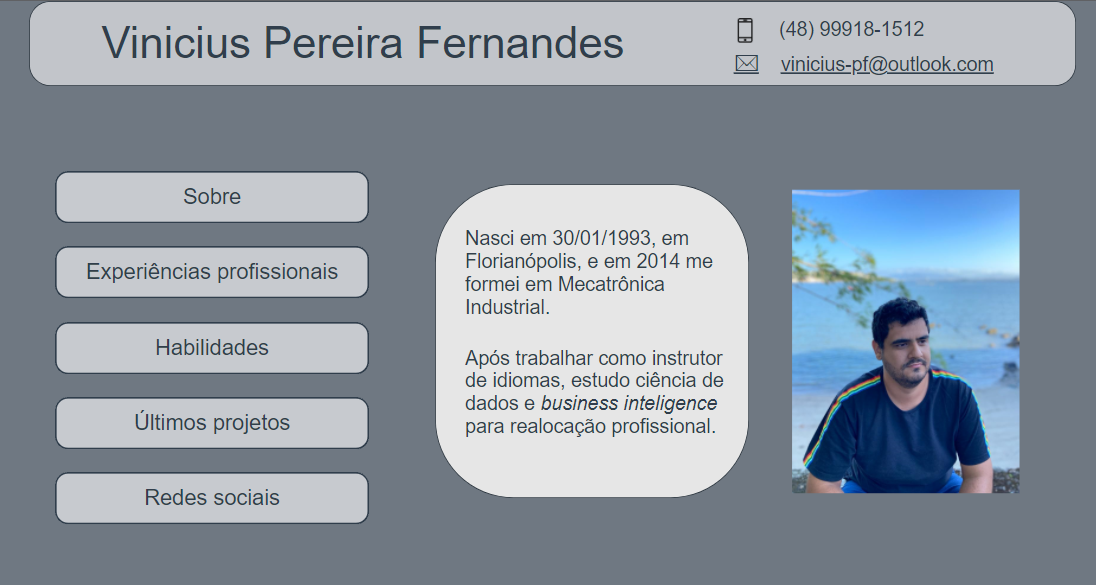 Vinicius Pereira Fernandes
(48) 99918-1512
vinicius-pf@outlook.com
Sobre
Experiências profissionais
Habilidades
Últimos projetos
Redes sociais
Nasci em 30/01/1993, em
Florianópolis, e em 2014 me
formei em Mecatrônica
Industrial.
Após trabalhar como instrutor
de idiomas, estudo ciência de
dados e business inteligence
para realocação profissional.